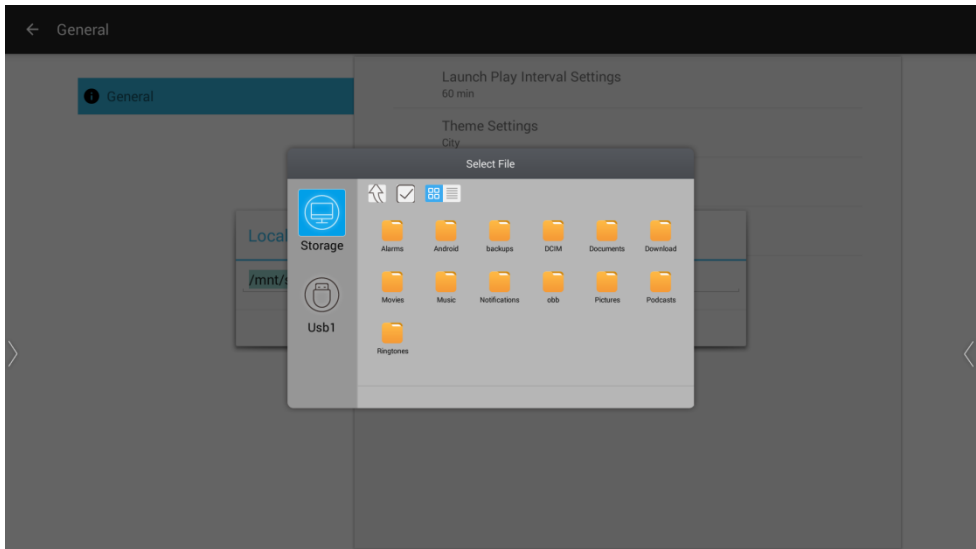 General
General
Launch Play Interval Settings
60 min
Theme Settings
City
Select File
Local
/mnt/s
Storage
Usb1
Alarms
Android
backups
DCIM
Documents
Download
Movies
Music
Notifications
obb
Pictures
Podcasts
Ringtones